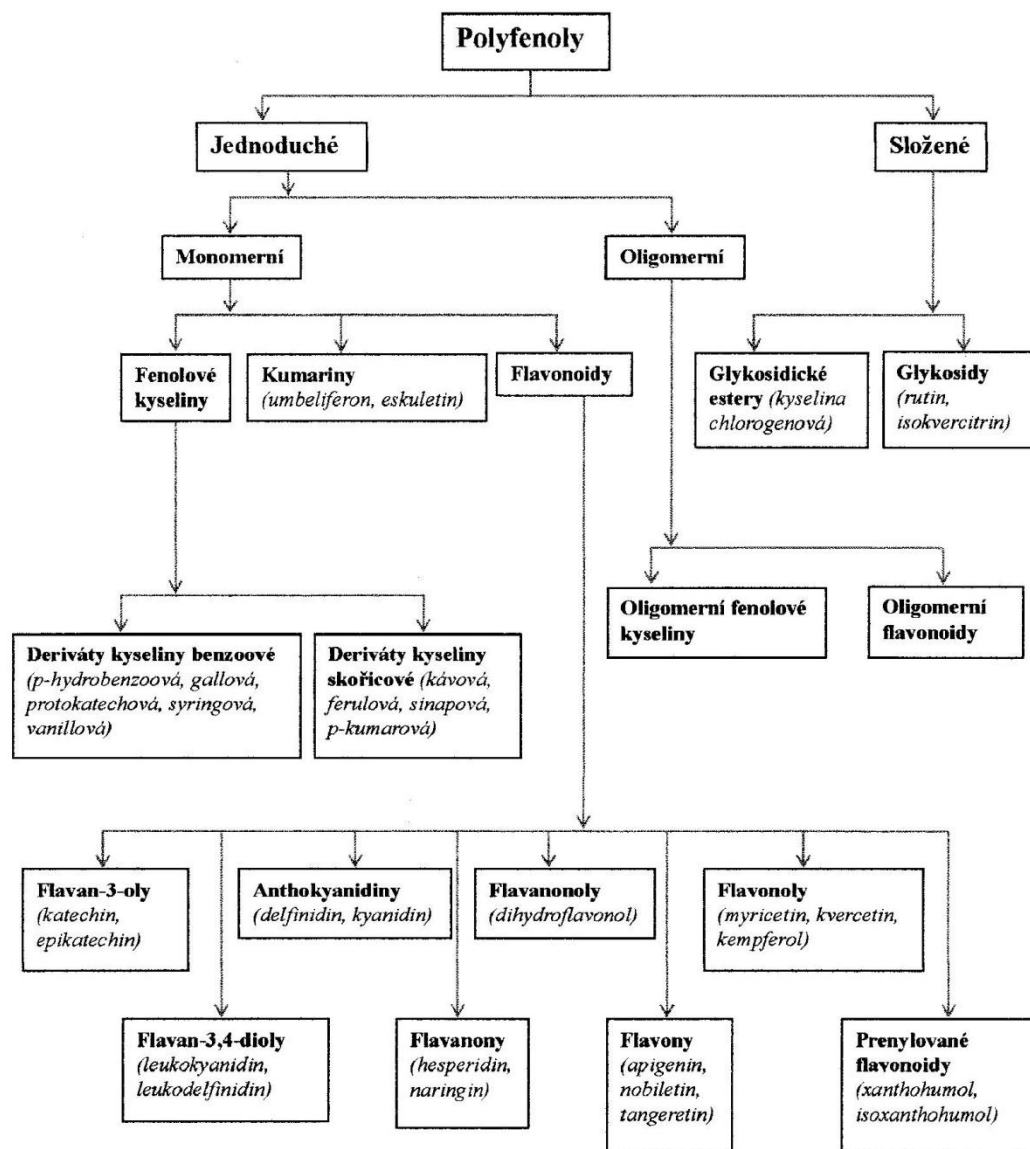 Polyfenoly
Jednoduché
Složené
Monomerní
Oligomerní
Fenolové
kyseliny
Kumariny
(umbeliferon, eskuletin)
Flavonoidy
Glykosidické
estery (kyselina
chlorogenová)
Glykosidy
(rutin,
isokvercitrin)
Oligomerní fenolové
kyseliny
Oligomerní
flavonoidy
Deriváty kyseliny benzoové
(p-hydrobenzoová, gallová,
protokatechová, syringová,
vanillová)
Deriváty kyseliny
skořicové (kávová,
ferulová, sinapová,
p-kumarová)
Flavan-3-oly
(katechin,
epikatechin)
Anthokyanidiny
(delfinidin, kyanidin)
Flavanonoly
(dihydroflavonol)
Flavonoly
(myricetin, kvercetin,
kempferol)
Flavan-3,4-dioly
(leukokyanidin,
leukodelfinidin)
Flavanony
(hesperidin,
naringin)
Flavony
(apigenin,
nobiletin,
tangeretin)
Prenylované
flavonoidy
(xanthohumol,
isoxanthohumol)